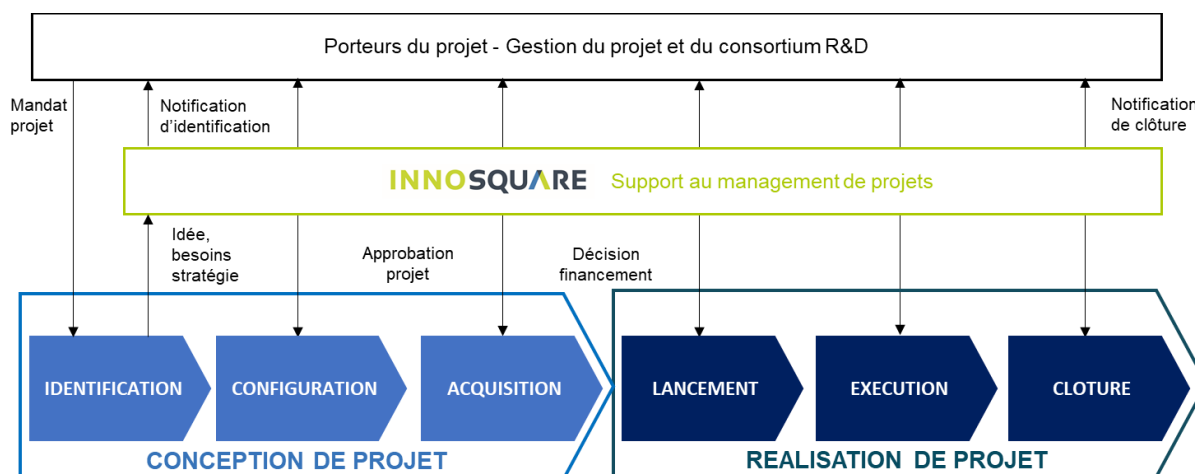 Porteurs du projet - Gestion du projet et du consortium R&D
Mandat
projet
Notification
d'identification
Notification
de clôture
INNOSQUARE Support au management de projets
Idée,
besoins
stratégie
Approbation
projet
Décision
financement
IDENTIFICATION
CONFIGURATION
ACQUISITION
LANCEMENT
EXECUTION
CLOTURE
CONCEPTION DE PROJET
REALISATION DE PROJET